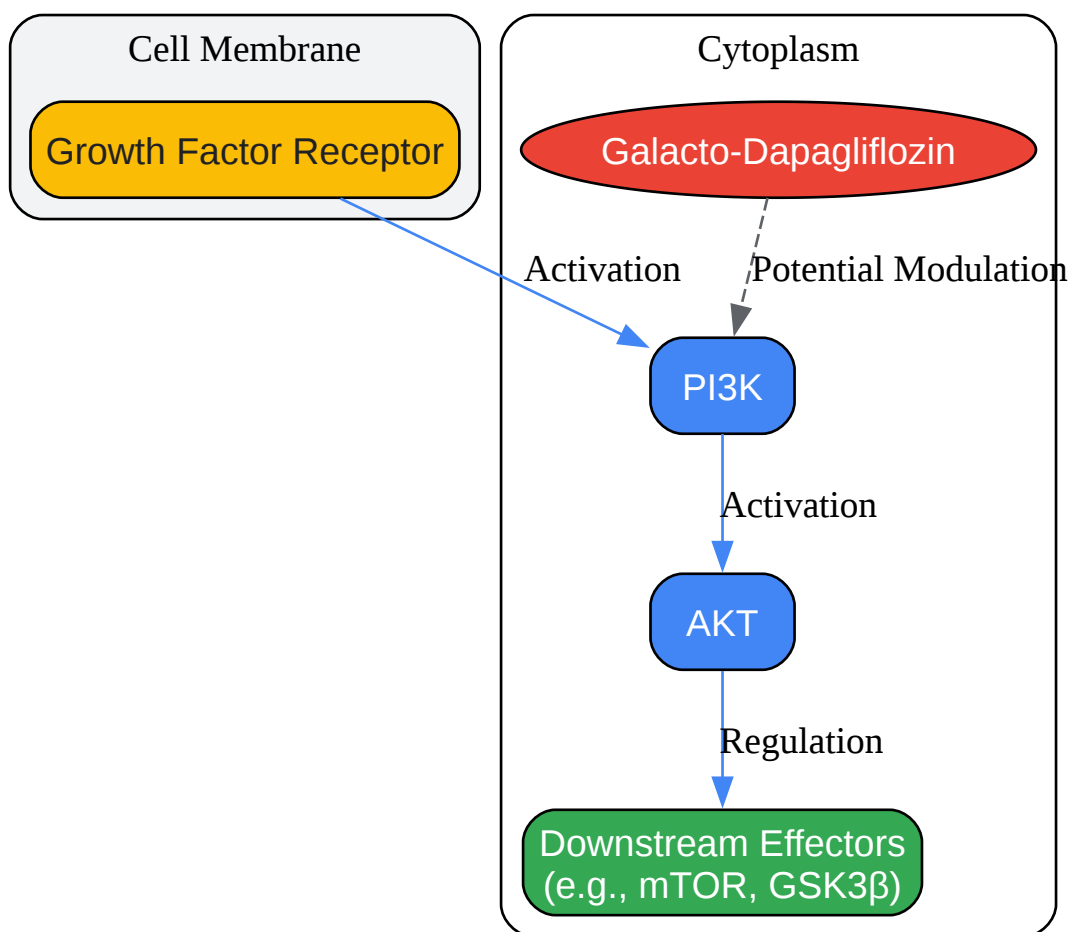 Cell Membrane
Cytoplasm
Growth Factor Receptor
Galacto-Dapagliflozin
Activation
Potential Modulation
PI3K
Activation
AKT
Regulation
Downstream Effectors
(e.g., mTOR, GSK3β)